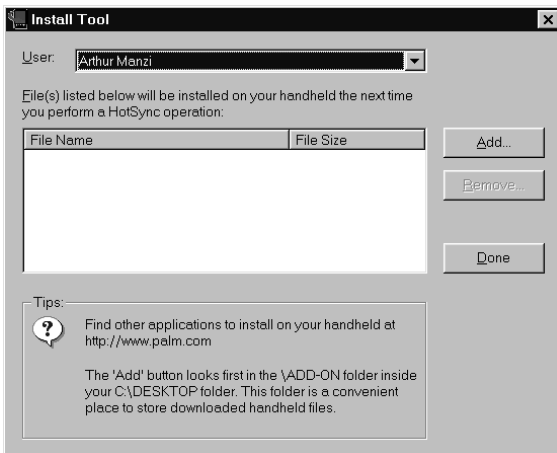 Install Tool
User: Arthur Manzi
File(s) listed below will be installed on your handheld the next time
you perform a HotSync operation:
File Name File Size
Add...
Remove...
Done
Tips:
Find other applications to install on your handheld at
http://www.palm.com
The 'Add' button looks first in the \ADD-ON folder inside
your C:\DESKTOP folder. This folder is a convenient
place to store downloaded handheld files.